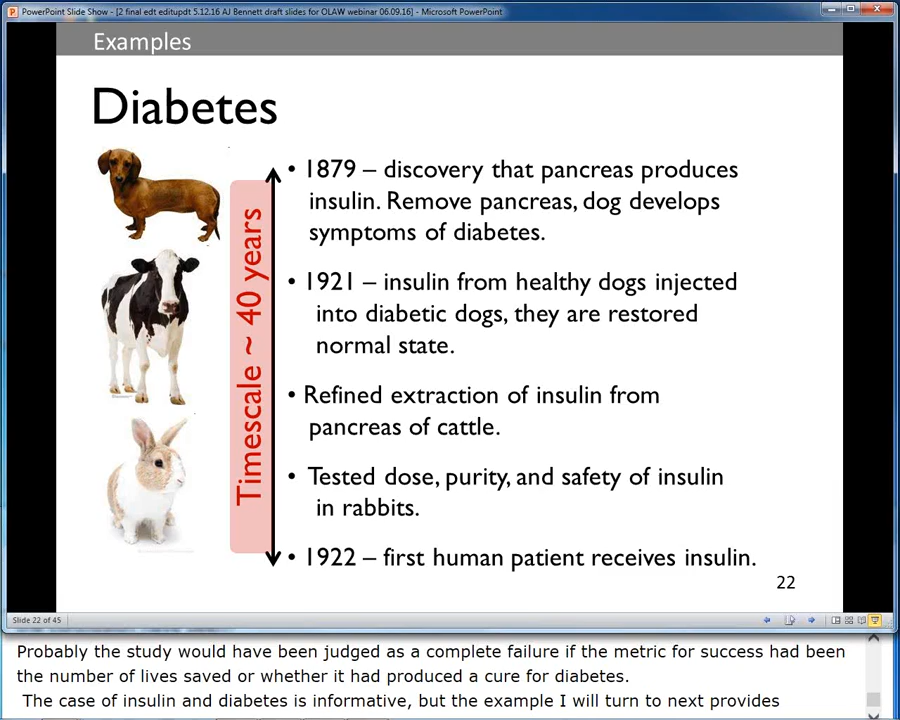 PowerPoint Slide Show - [2 final edt editupdt 5.12.16 AJ Bennett draft slides for OLAW webinar 06.09.16] - Microsoft PowerPoint
Examples
Diabetes
Timescale ~ 40 years
• 1879 – discovery that pancreas produces
insulin. Remove pancreas, dog develops
symptoms of diabetes.
• 1921 – insulin from healthy dogs injected
into diabetic dogs, they are restored
normal state.
• Refined extraction of insulin from
pancreas of cattle.
• Tested dose, purity, and safety of insulin
in rabbits.
• 1922 – first human patient receives insulin.
22
Slide 22 of 45
Probably the study would have been judged as a complete failure if the metric for success had been
the number of lives saved or whether it had produced a cure for diabetes.
The case of insulin and diabetes is informative, but the example I will turn to next provides